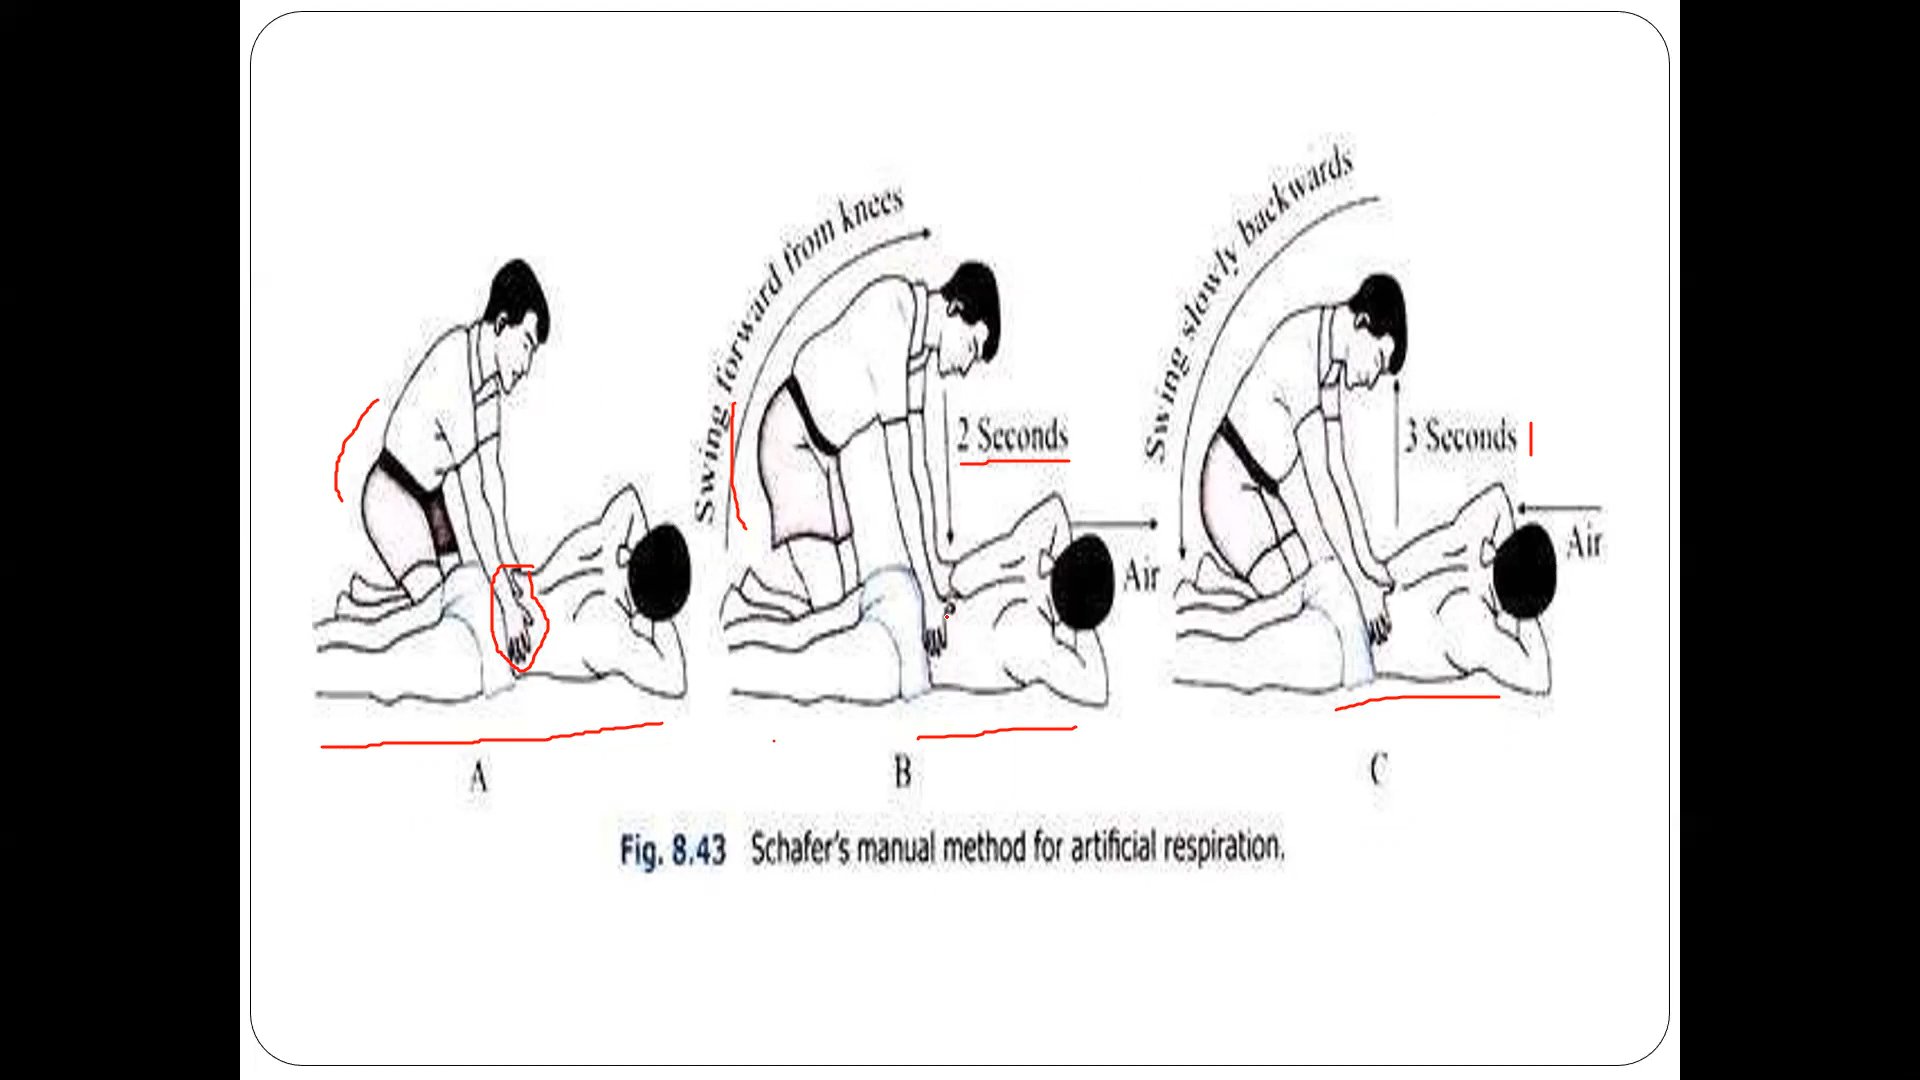 Swing forward from knees
2 Seconds
Air
Swing slowly backwards
3 Seconds
Air
A
B
C
Fig. 8.43 Schafer's manual method for artificial respiration.